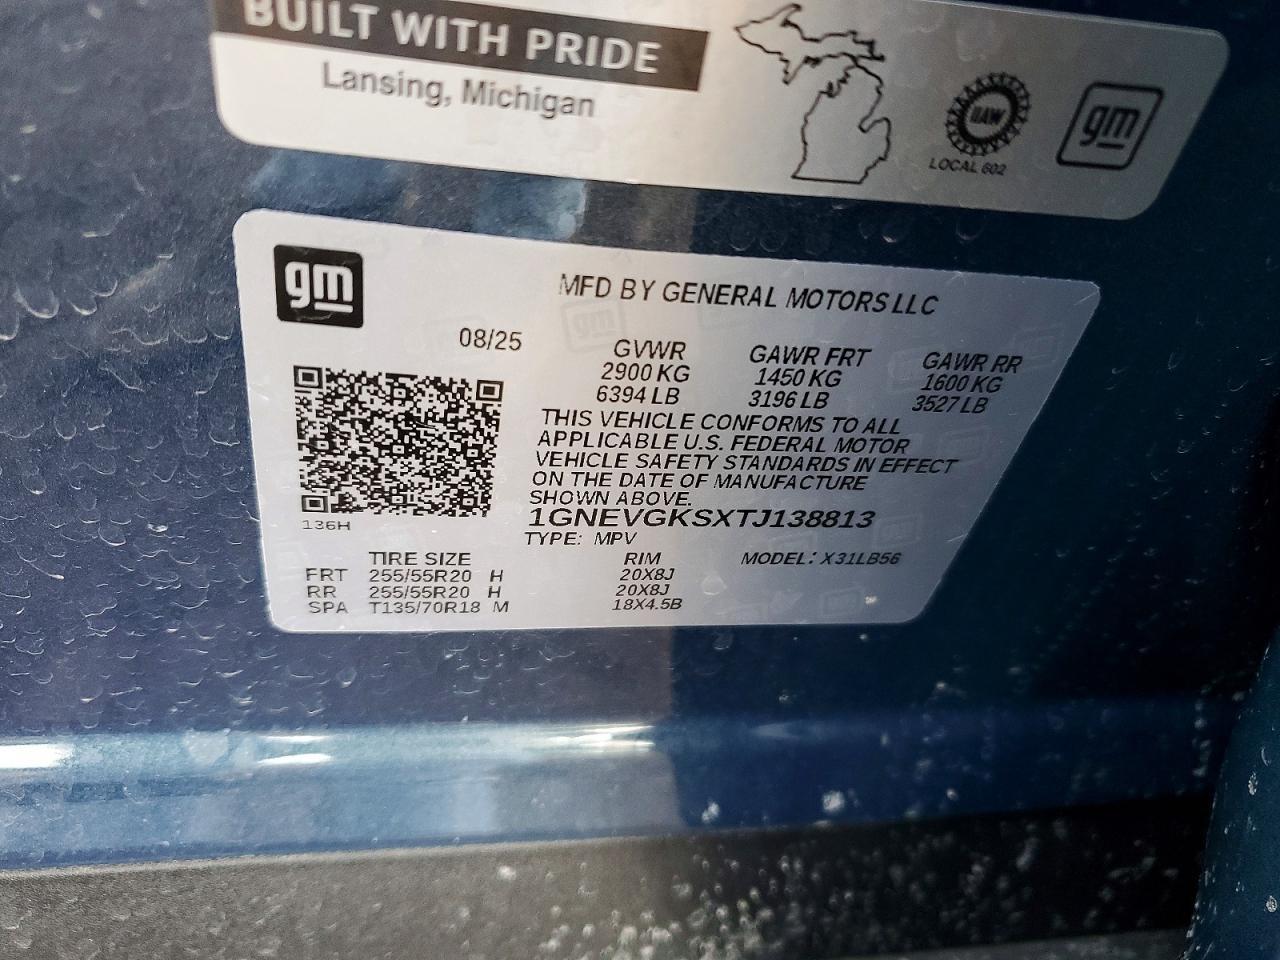 BUILT WITH PRIDE
Lansing, Michigan
UAW
LOCAL 602
gm
gm
MFD BY GENERAL MOTORS LLC
08/25
GVWR GAWR FRT GAWR RR
2900 KG 1450 KG 1600 KG
6394 LB 3196 LB 3527 LB
THIS VEHICLE CONFORMS TO ALL
APPLICABLE U.S. FEDERAL MOTOR
VEHICLE SAFETY STANDARDS IN EFFECT
ON THE DATE OF MANUFACTURE
SHOWN ABOVE.
1GNEVGKSXTJ138813
136H
TYPE: MPV
TIRE SIZE RIM MODEL: X31LB56
FRT 255/55R20 H 20X8J
RR 255/55R20 H 20X8J
SPA T135/70R18 M 18X4.5B